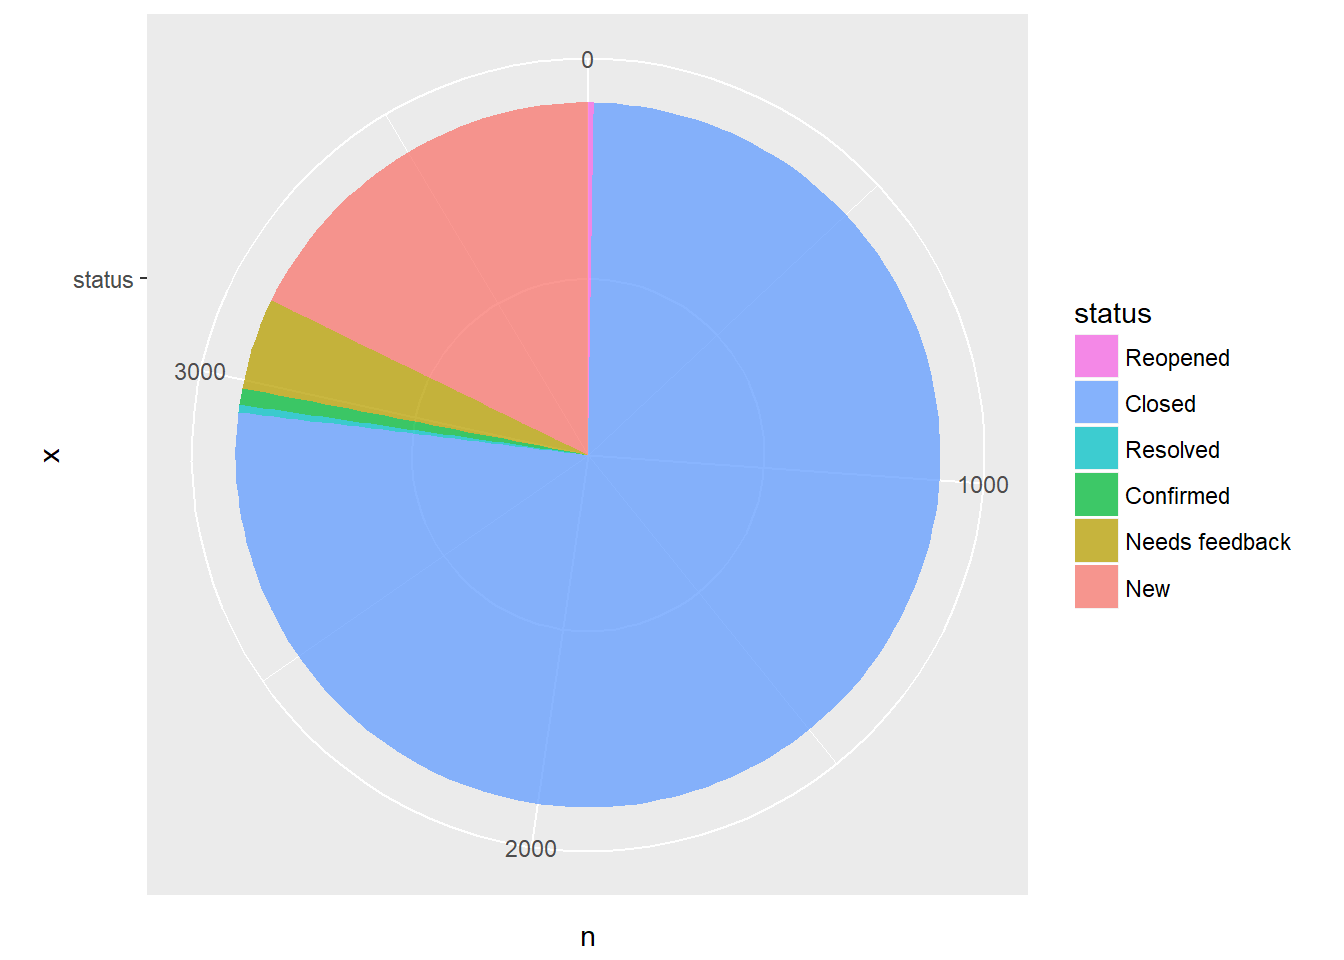 0
status
3000
1000
2000
x
n
status
Reopened
Closed
Resolved
Confirmed
Needs feedback
New